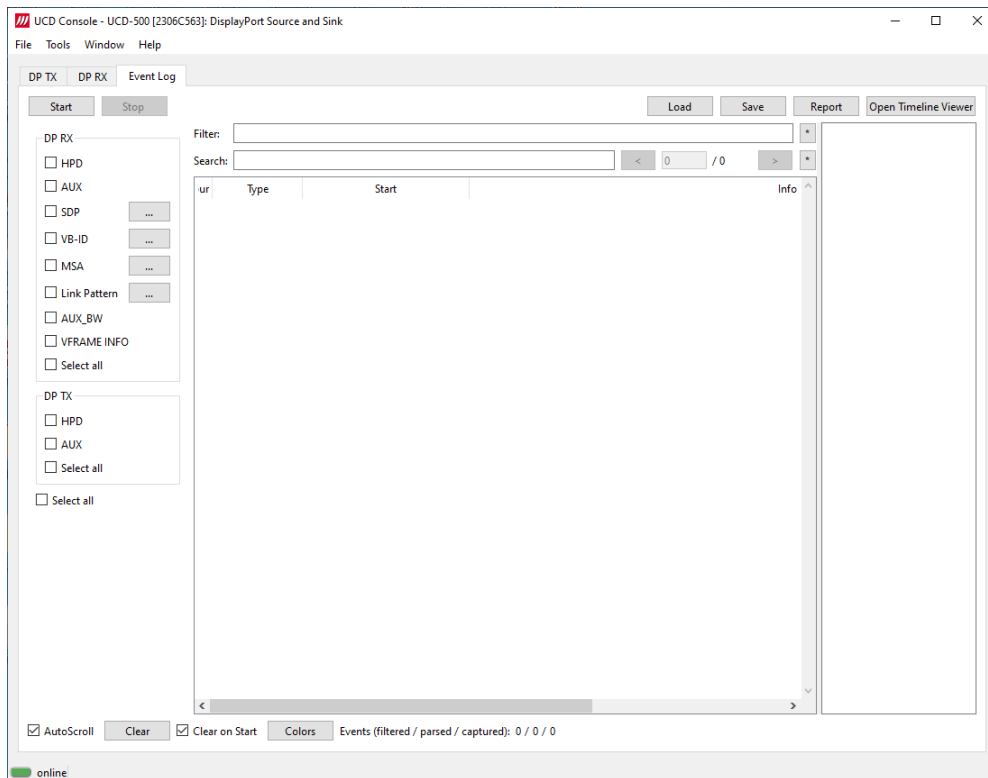 UCD Console - UCD-500 [2306C563]: DisplayPort Source and Sink
File Tools Window Help
DP TX DP RX Event Log
Start Stop Load Save Report Open Timeline Viewer
DP RX
HPD
AUX
SDP ...
VB-ID ...
MSA ...
Link Pattern ...
AUX_BW
VFRAME INFO
Select all
DP TX
HPD
AUX
Select all
Select all
Filter: *
Search: < 0 / 0 > *
ur Type Start Info
AutoScroll Clear Clear on Start Colors Events (filtered / parsed / captured): 0 / 0 / 0
online